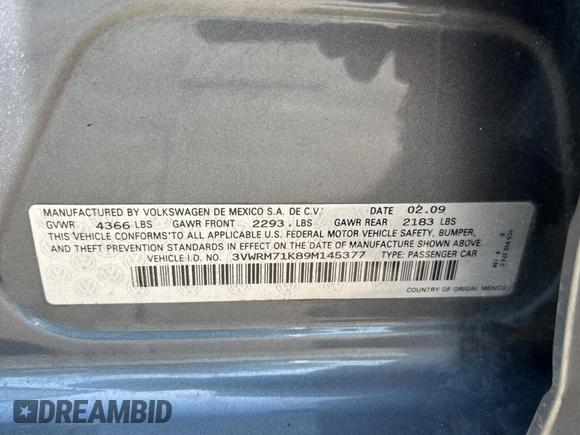 MANUFACTURED BY VOLKSWAGEN DE MEXICO S.A. DE C.V. DATE 02.09
GVWR 4366 LBS GAWR FRONT 2293. LBS GAWR REAR 2183 LBS
THIS VEHICLE CONFORMS TO ALL APPLICABLE U.S. FEDERAL MOTOR VEHICLE SAFETY, BUMPER,
AND THEFT PREVENTION STANDARDS IN EFFECT ON THE DATE OF MANUFACTURE SHOWN ABOVE.
VEHICLE I.D. NO. 3VWRM71K89M145377 TYPE: PASSENGER CAR
COUNTRY OF ORIGIN: MEXICO
DREAMBID